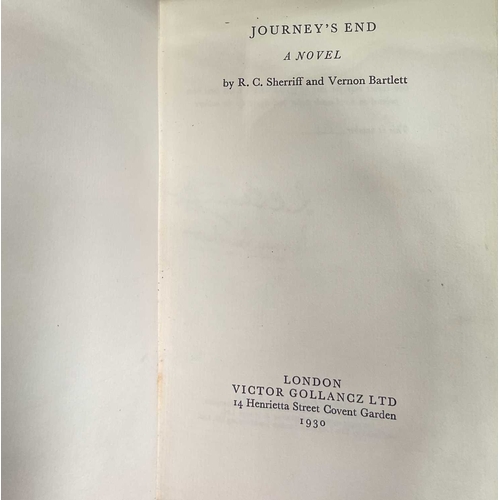 JOURNEY'S END
A NOVEL
by R. C. Sherriff and Vernon Bartlett
LONDON
VICTOR GOLLANCZ LTD
14 Henrietta Street Covent Garden
1930